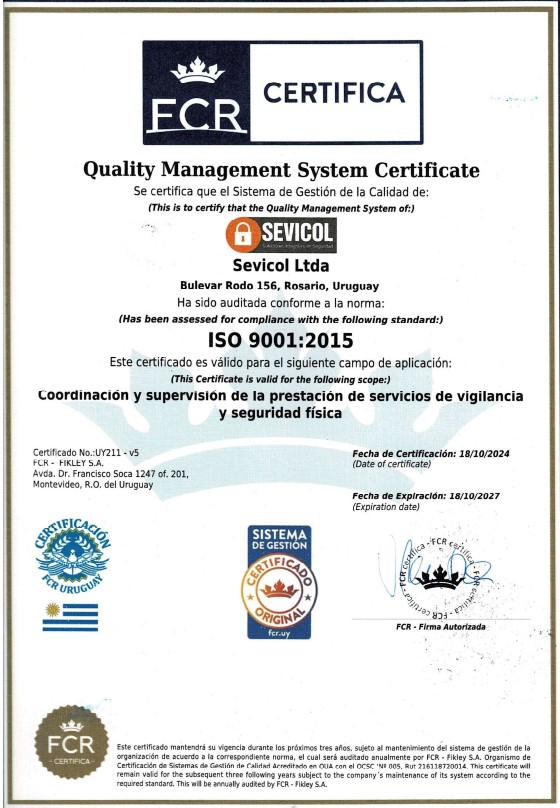 FCR
CERTIFICA
Quality Management System Certificate
Se certifica que el Sistema de Gestión de la Calidad de:
(This is to certify that the Quality Management System of:)
SEVICOL
Sevicol Ltda
Bulevar Rodo 156, Rosario, Uruguay
Ha sido auditada conforme a la norma:
(Has been assessed for compliance with the following standard:)
ISO 9001:2015
Este certificado es válido para el siguiente campo de aplicación:
(This Certificate is valid for the following scope:)
Coordinación y supervisión de la prestación de servicios de vigilancia
y seguridad física
Certificado No.:UY211 - v5
FCR - FIKLEY S.A.
Avda. Dr. Francisco Soca 1247 of. 201,
Montevideo, R.O. del Uruguay
Fecha de Certificación: 18/10/2024
(Date of certificate)
Fecha de Expiración: 18/10/2027
(Expiration date)
CERTIFICACIÓN
FCR URUGUAY
SISTEMA
DE GESTIÓN
CERTIFICADO
ORIGINAL
fcr.uy
FCR certifica - FCR certifica - FCR certifica - FCR certifica -
FCR - Firma Autorizada
FCR
- CERTIFICA -
Este certificado mantendrá su vigencia durante los próximos tres años, sujeto al mantenimiento del sistema de gestión de la
organización de acuerdo a la correspondiente norma, el cual será auditado anualmente por FCR - Fikley S.A. Organismo de
Certificación de Sistemas de Gestión de Calidad Acreditado en OUA con el OCSC "Nº 005, Rut 216118720014. This certificate will
remain valid for the subsequent three following years subject to the company´s maintenance of its system according to the
required standard. This will be annually audited by FCR - Fikley S.A.